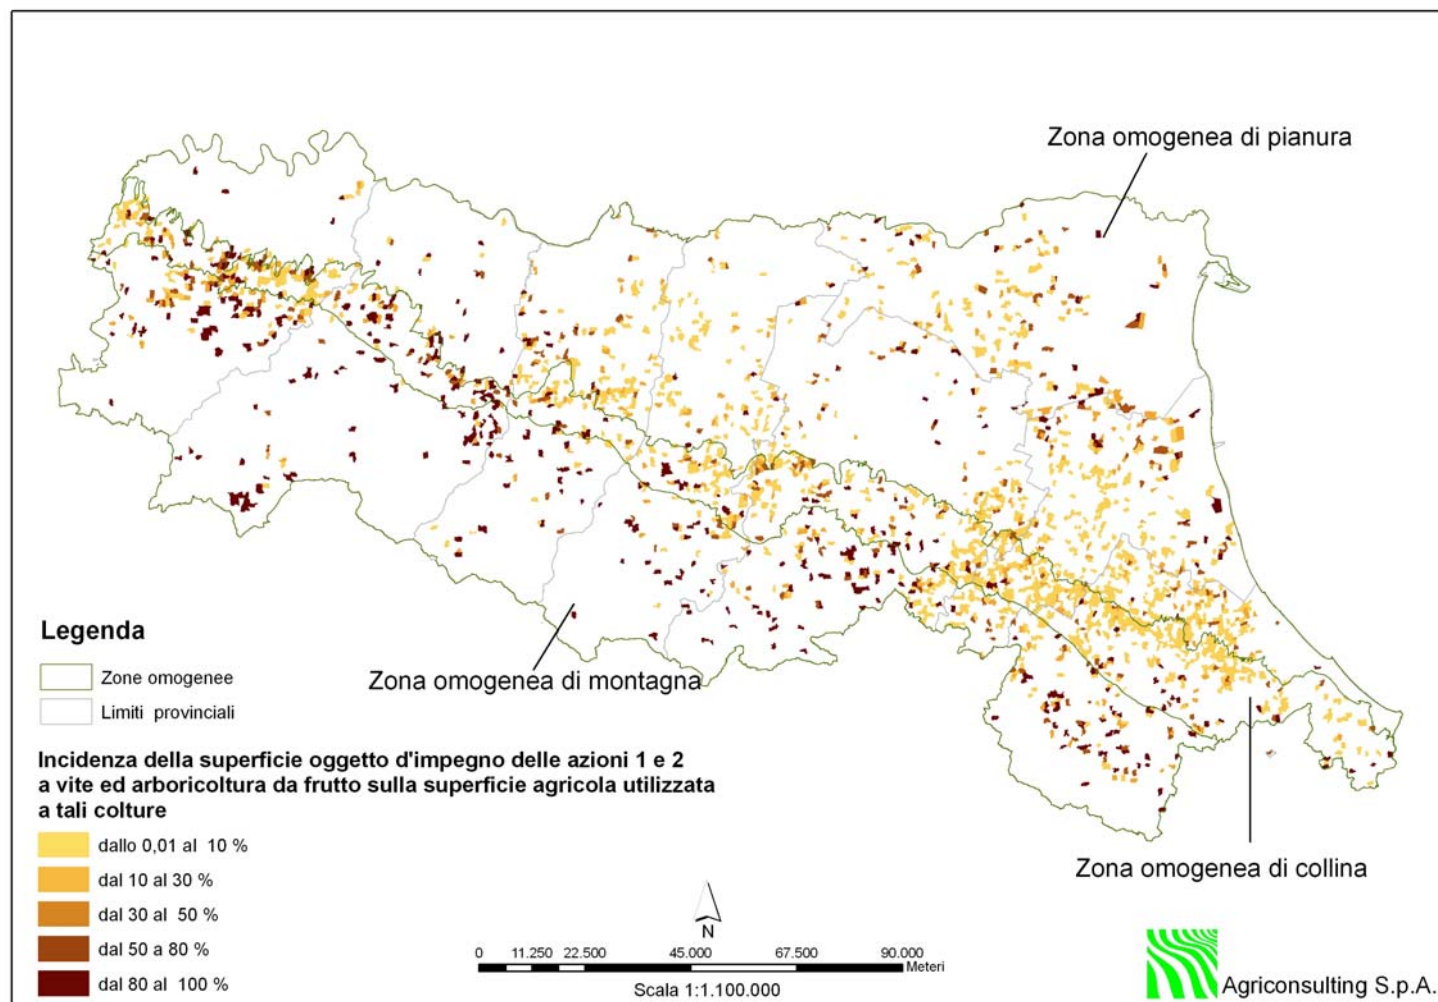 Zona omogenea di pianura
Zona omogenea di montagna
Zona omogenea di collina
Legenda
Zone omogenee
Limiti provinciali
Incidenza della superficie oggetto d'impegno delle azioni 1 e 2
a vite ed arboricoltura da frutto sulla superficie agricola utilizzata
a tali colture
dallo 0,01 al 10 %
dal 10 al 30 %
dal 30 al 50 %
dal 50 a 80 %
dal 80 al 100 %
N
0 11.250 22.500 45.000 67.500 90.000
Meteri
Scala 1:1.100.000
Agriconsulting S.p.A.